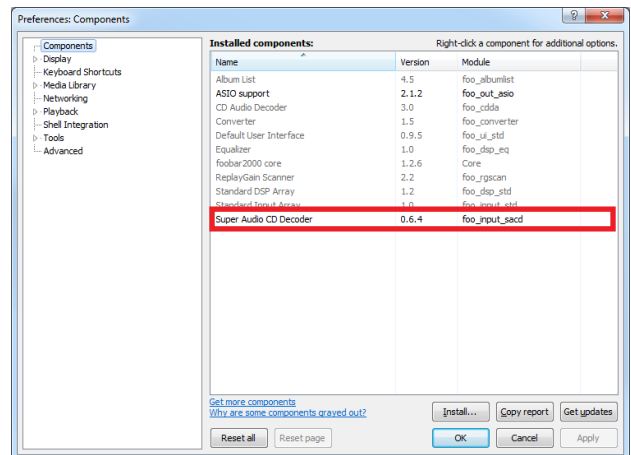 Preferences: Components
Components
Display
Keyboard Shortcuts
Media Library
Networking
Playback
Shell Integration
Tools
Advanced
Installed components: Right-click a component for additional options.
Name Version Module
Album List 4.5 foo_albumlist
ASIO support 2.1.2 foo_out_asio
CD Audio Decoder 3.0 foo_cdda
Converter 1.5 foo_converter
Default User Interface 0.9.5 foo_ui_std
Equalizer 1.0 foo_dsp_eq
foobar2000 core 1.2.6 Core
ReplayGain Scanner 2.2 foo_rgscan
Standard DSP Array 1.2 foo_dsp_std
Standard Input Array 1.0 foo_input_std
Super Audio CD Decoder 0.6.4 foo_input_sacd
Get more components
Why are some components grayed out?
Install... Copy report Get updates
Reset all Reset page OK Cancel Apply